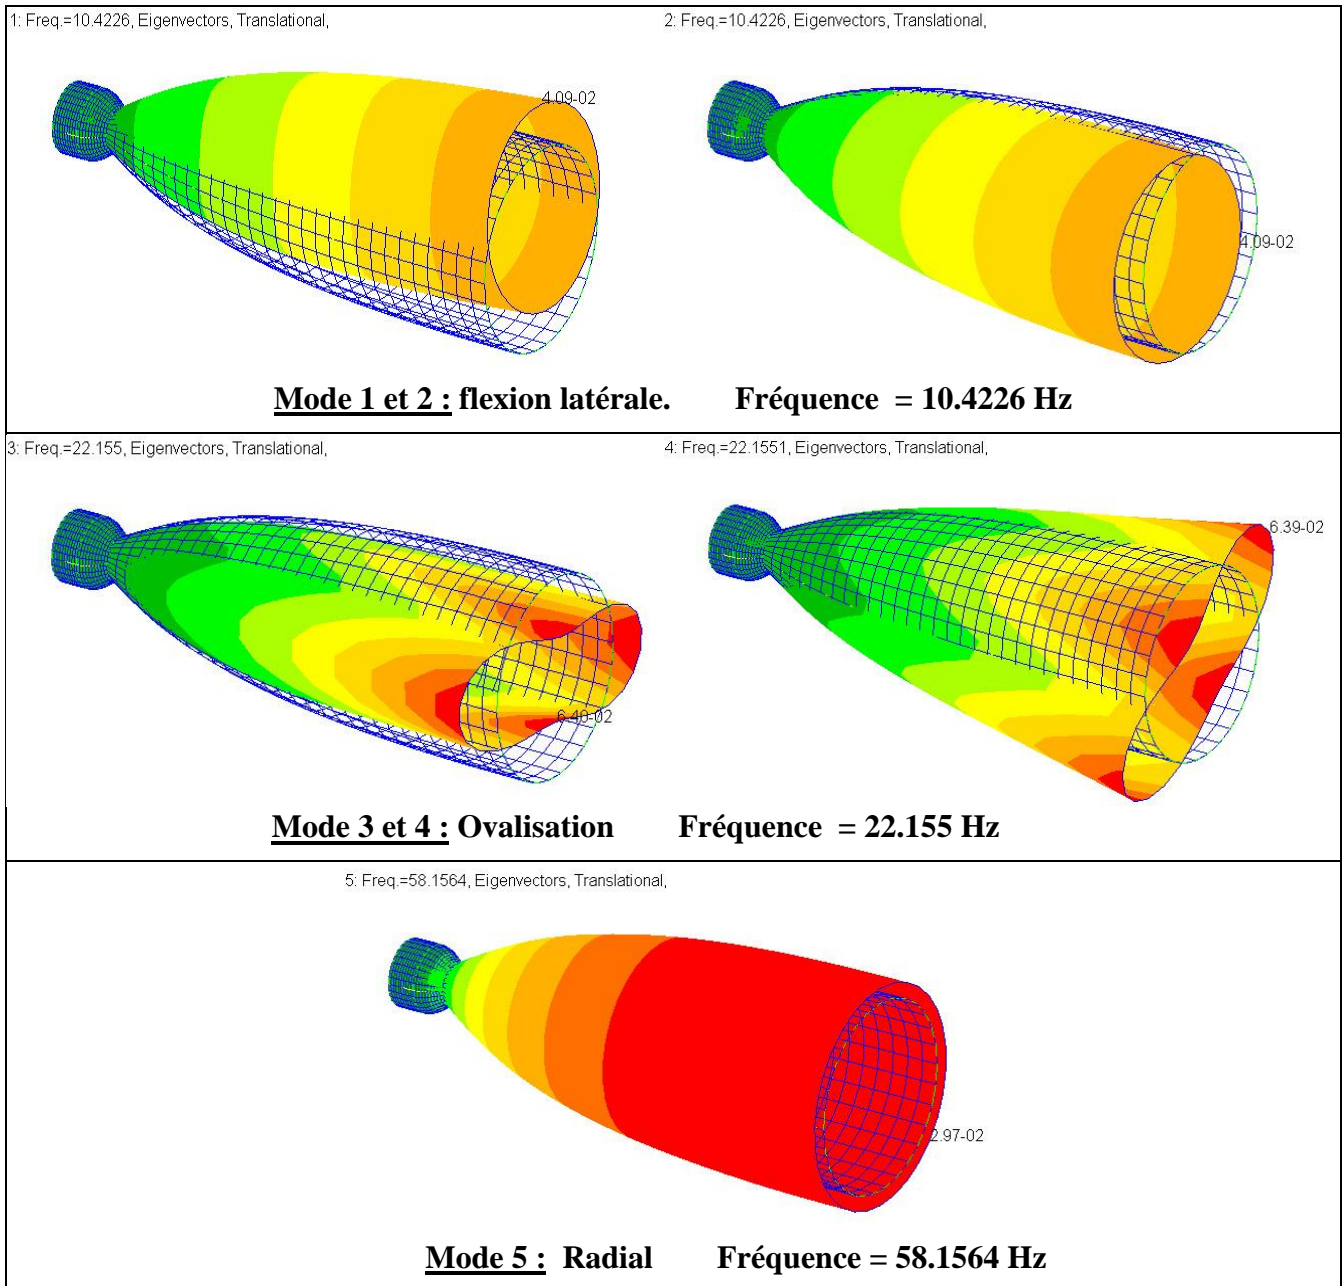 1: Freq.=10.4226, Eigenvectors, Translational,
2: Freq.=10.4226, Eigenvectors, Translational,
4.09-02
4.09-02
Mode 1 et 2 : flexion latérale. Fréquence = 10.4226 Hz
3: Freq.=22.155, Eigenvectors, Translational,
4: Freq.=22.1551, Eigenvectors, Translational,
6.40-02
6.39-02
Mode 3 et 4 : Ovalisation Fréquence = 22.155 Hz
5: Freq.=58.1564, Eigenvectors, Translational,
2.97-02
Mode 5 : Radial Fréquence = 58.1564 Hz